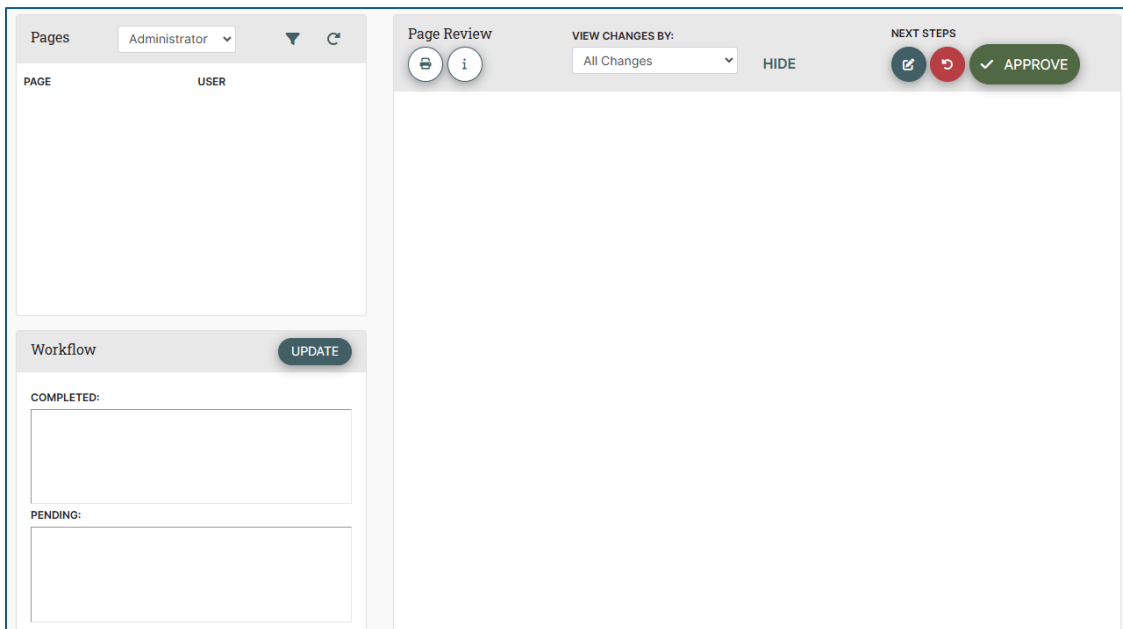 Pages
Administrator
PAGE USER
Workflow
UPDATE
COMPLETED:
PENDING:
Page Review
i
VIEW CHANGES BY:
All Changes
HIDE
NEXT STEPS
APPROVE